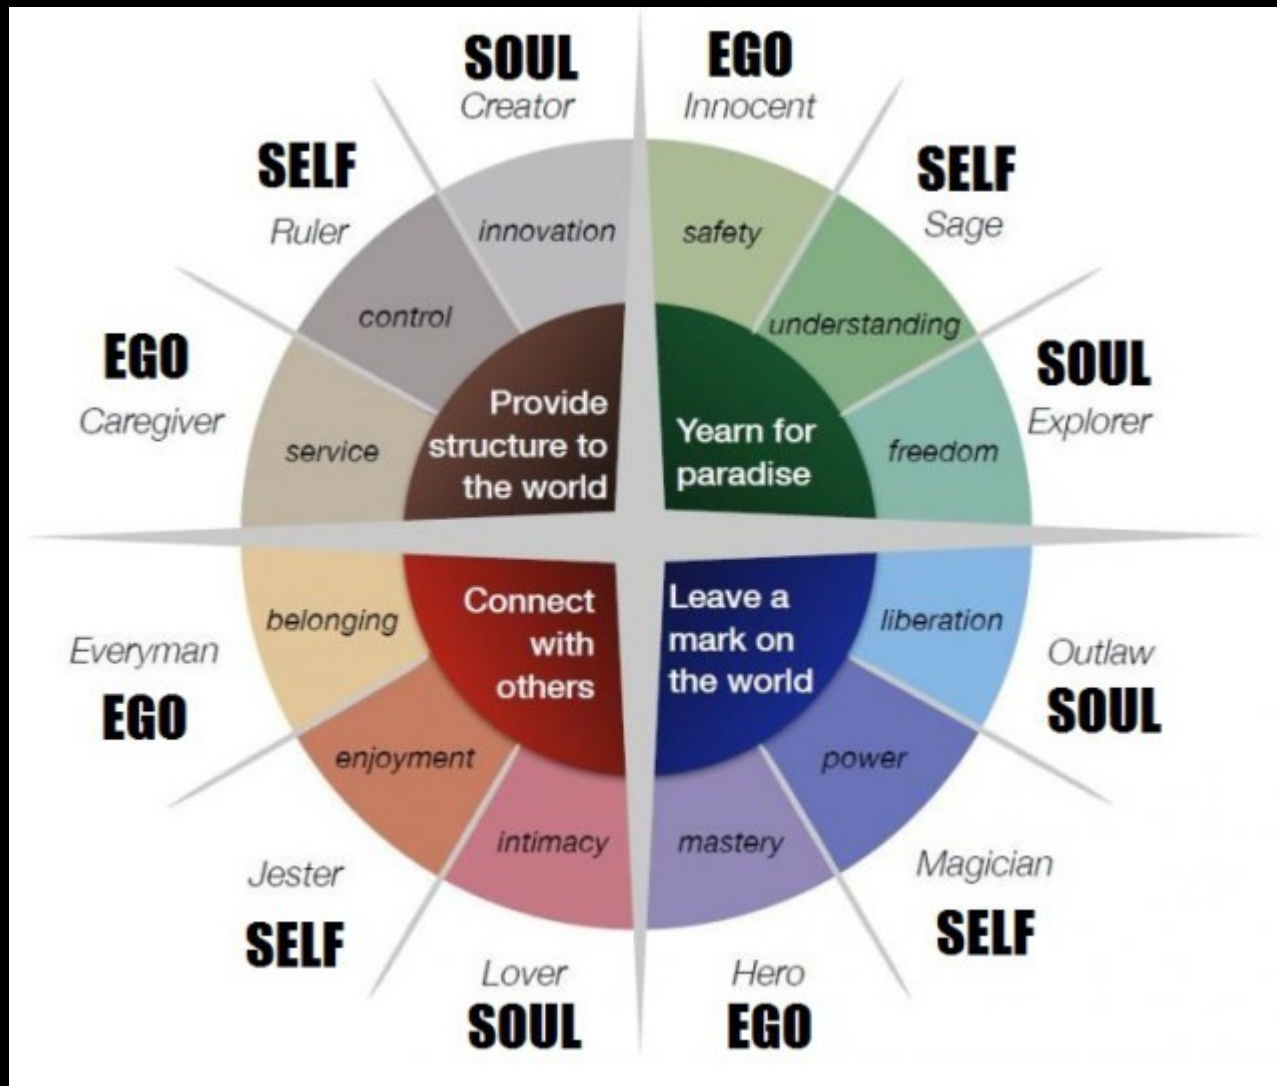 SOUL
Creator
EGO
Innocent
SELF
Ruler
SELF
Sage
innovation
safety
control
understanding
EGO
Caregiver
SOUL
Explorer
service
freedom
Provide
structure to
the world
Yearn for
paradise
belonging
liberation
Connect
with
others
Leave a
mark on
the world
Everyman
EGO
Outlaw
SOUL
enjoyment
power
intimacy
mastery
Jester
SELF
Magician
SELF
Lover
SOUL
Hero
EGO